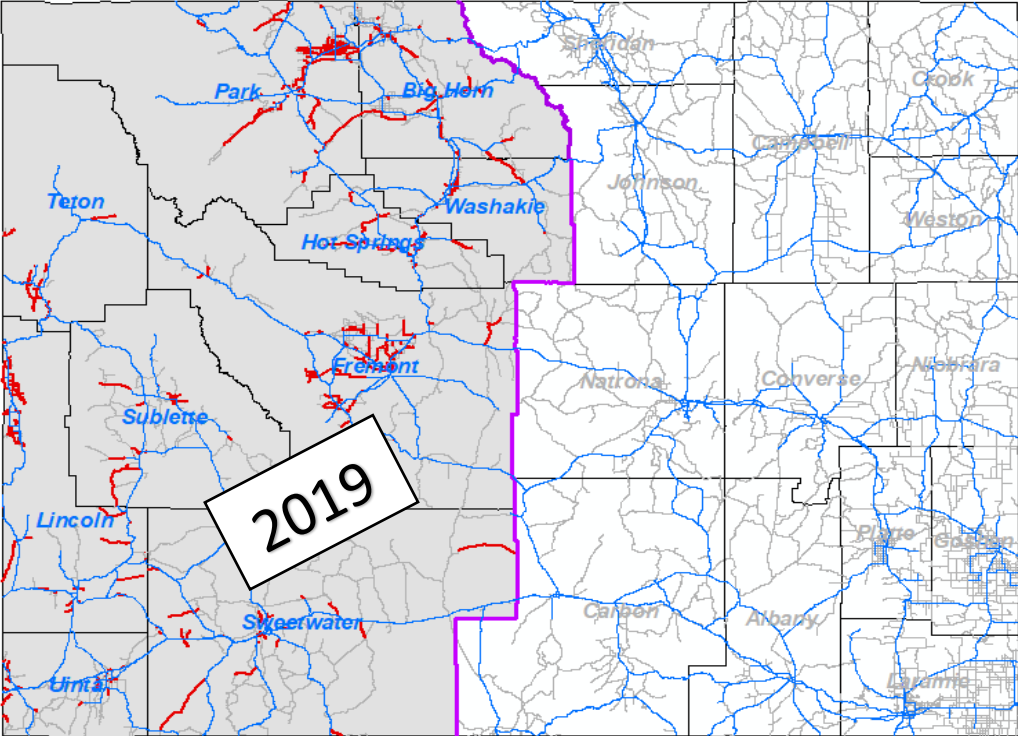 Sheridan
Crook
Park
Big Horn
Campbell
Johnson
Teton
Washakie
Weston
Hot Springs
Fremont
Natrona
Converse
Niobrara
Sublette
2019
Lincoln
Platte
Goshen
Sweetwater
Carbon
Albany
Uinta
Laramie